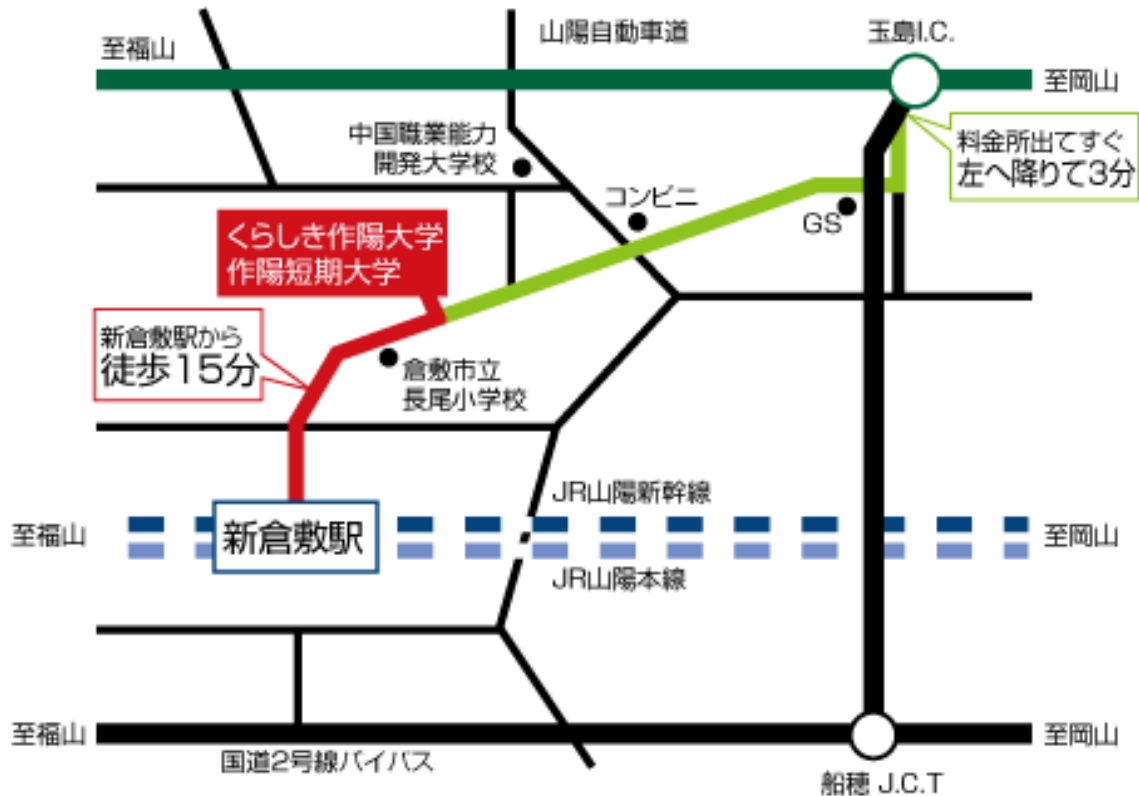 山陽自動車道
玉島I.C.
至福山
至岡山
中国職業能力
開発大学校
料金所出てすぐ
左へ降りて3分
コンビニ
GS
くらしき作陽大学
作陽短期大学
新倉敷駅から
徒歩15分
倉敷市立
長尾小学校
JR山陽新幹線
至福山
新倉敷駅
至岡山
JR山陽本線
至福山
至岡山
国道2号線バイパス
船穂 J.C.T